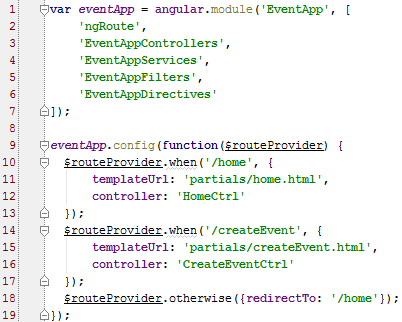 1 var eventApp = angular.module('EventApp', [
2     'ngRoute',
3     'EventAppControllers',
4     'EventAppServices',
5     'EventAppFilters',
6     'EventAppDirectives'
7 ]);
8
9 eventApp.config(function($routeProvider) {
10   $routeProvider.when('/home', {
11       templateUrl: 'partials/home.html',
12       controller: 'HomeCtrl'
13   });
14   $routeProvider.when('/createEvent', {
15       templateUrl: 'partials/createEvent.html',
16       controller: 'CreateEventCtrl'
17   });
18   $routeProvider.otherwise({redirectTo: '/home'});
19 });